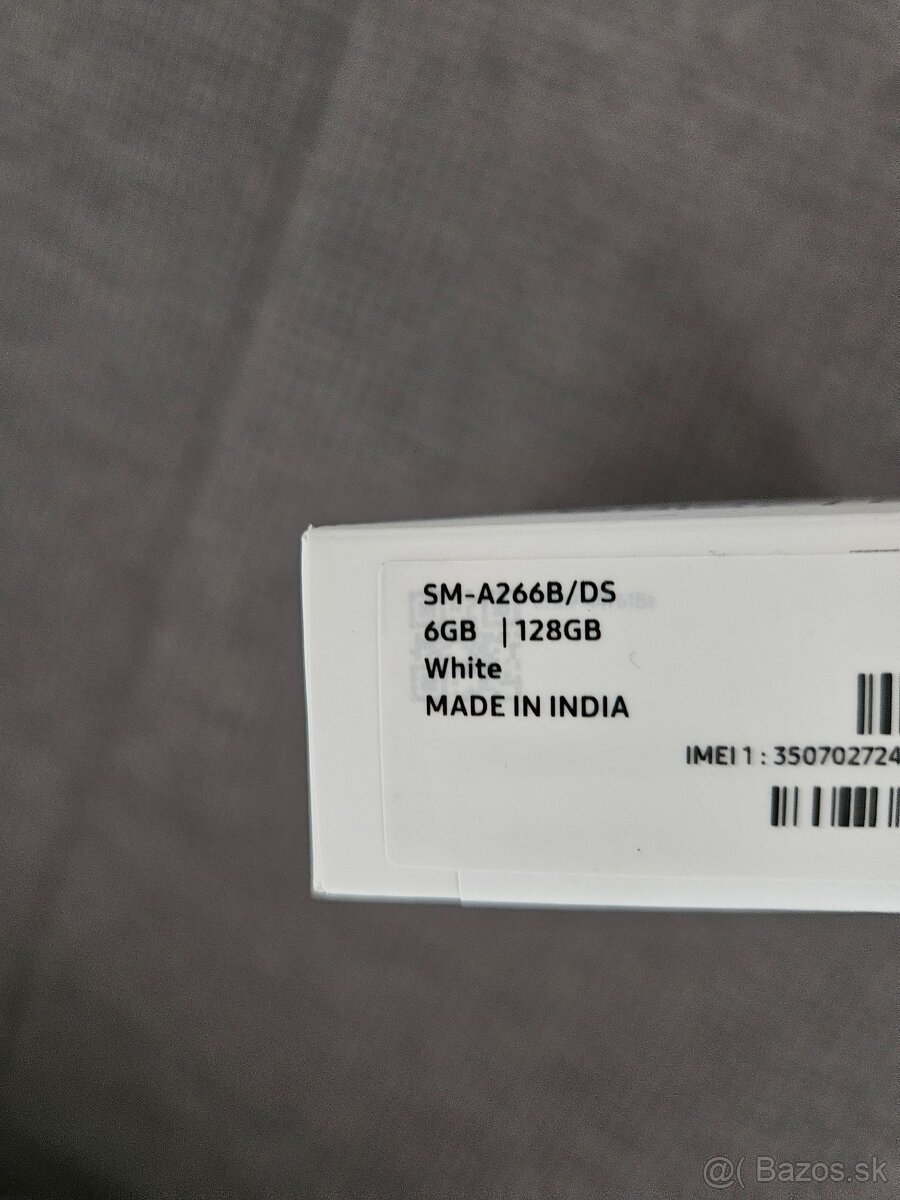 SM-A266B/DS
6GB | 128GB
White
MADE IN INDIA
IMEI 1 : 350702724
@( Bazos.sk